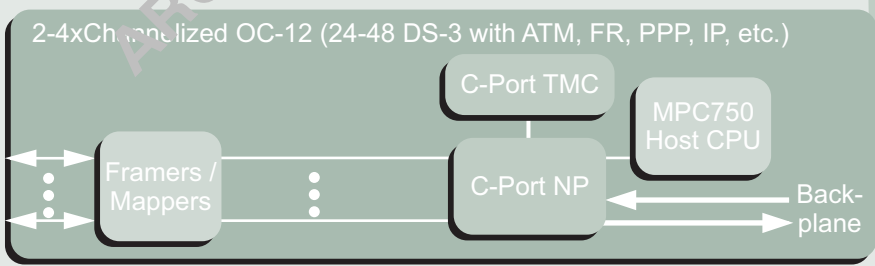 2-4xChannelized OC-12 (24-48 DS-3 with ATM, FR, PPP, IP, etc.)
C-Port TMC
MPC750
Host CPU
Framers /
Mappers
C-Port NP
Back-
plane